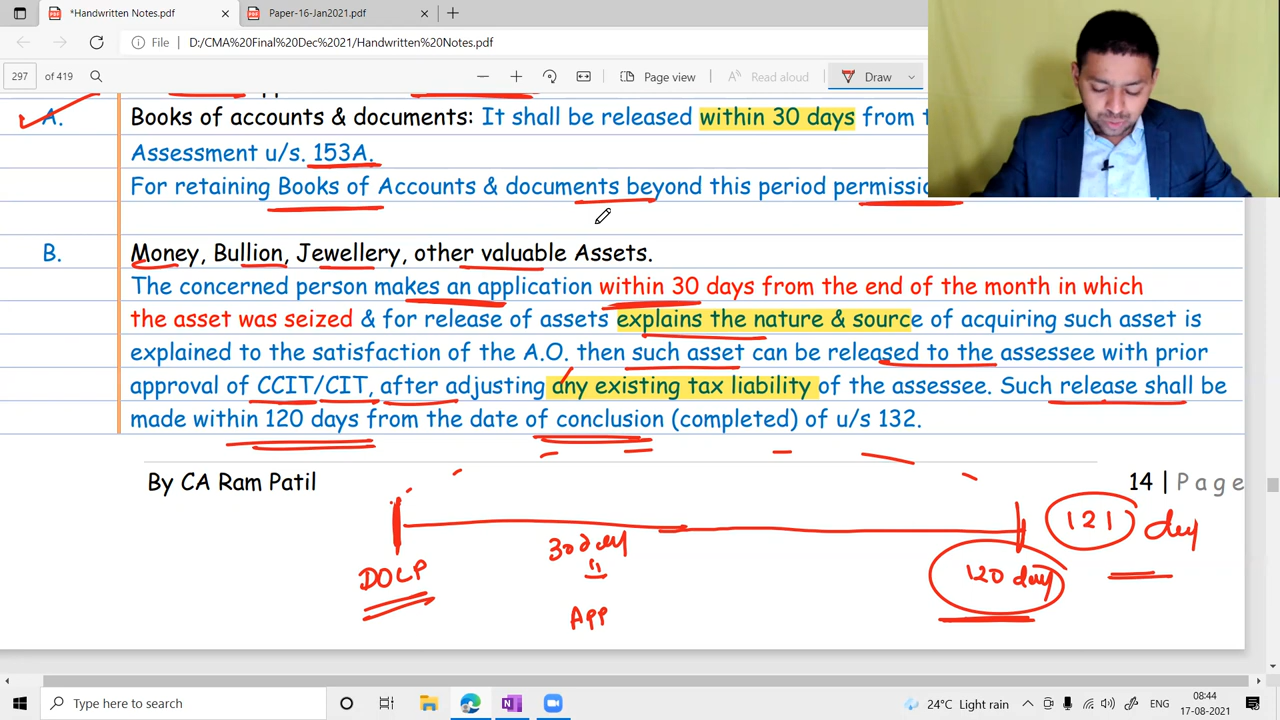 *Handwritten Notes.pdf
Paper-16-Jan2021.pdf
File D:/CMA%20Final%20Dec%2021/Handwritten%20Notes.pdf
297 of 419
Page view
Read aloud
Draw
A. Books of accounts & documents: It shall be released within 30 days from
Assessment u/s. 153A.
For retaining Books of Accounts & documents beyond this period
B. Money, Bullion, Jewellery, other valuable Assets.
The concerned person makes an application within 30 days from the end of the month in which
the asset was seized & for release of assets explains the nature & source of acquiring such asset is
explained to the satisfaction of the A.O. then such asset can be released to the assessee with prior
approval of CCIT/CIT, after adjusting any existing tax liability of the assessee. Such release shall be
made within 120 days from the date of conclusion (completed) of u/s 132.
By CA Ram Patil
14 | Page
121 day
30 day
DOLP
120 day
APP
Type here to search
24°C Light rain
08:44
17-08-2021